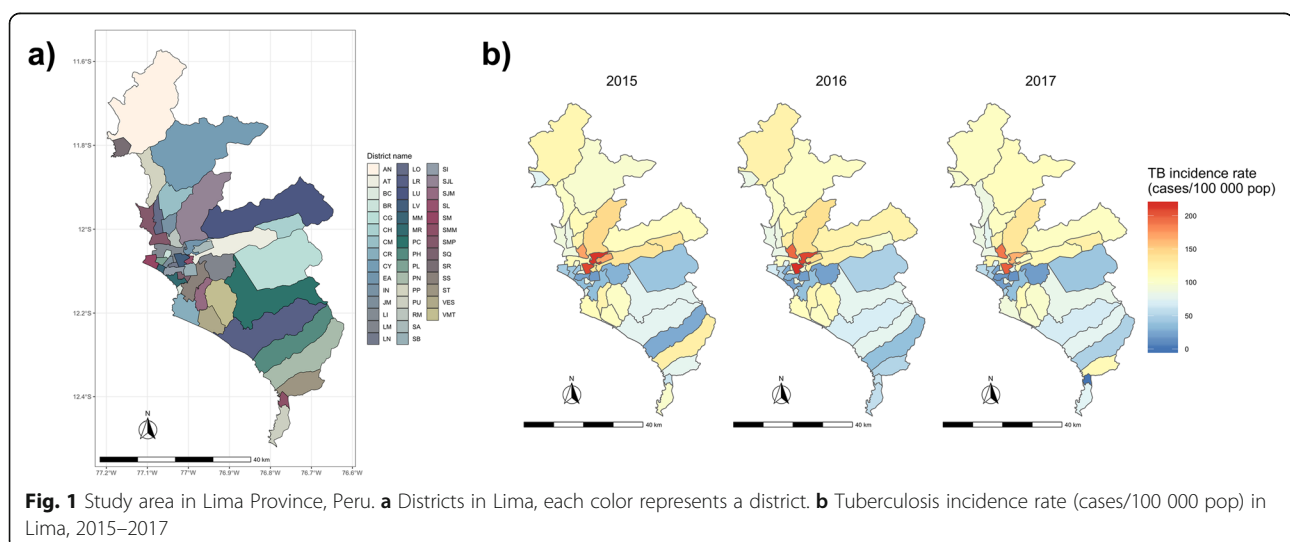 a)
11.6°S
11.8°S
12°S
12.2°S
12.4°S
77.2°W 77.1°W 77°W 76.9°W 76.8°W 76.7°W 76.6°W
N
40 km
District name
AN LO SI
AT LR SJL
BC LU SJM
BR LV SL
CG MM SM
CH MR SMM
CM PC SMP
CR PH SQ
CY PL SR
EA PN SS
IN PP ST
JM PU VES
LI RM VMT
LM SA
LN SB
b)
2015 2016 2017
N N N
40 km 40 km 40 km
TB incidence rate
(cases/100 000 pop)
200
150
100
50
0
Fig. 1 Study area in Lima Province, Peru. a Districts in Lima, each color represents a district. b Tuberculosis incidence rate (cases/100 000 pop) in
Lima, 2015–2017